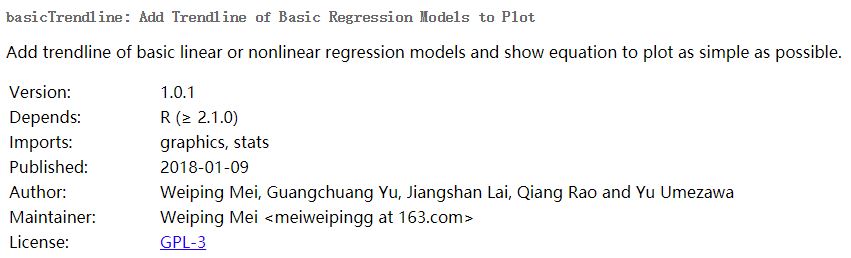 basicTrendline: Add Trendline of Basic Regression Models to Plot
Add trendline of basic linear or nonlinear regression models and show equation to plot as simple as possible.
Version: 1.0.1
Depends: R (≥ 2.1.0)
Imports: graphics, stats
Published: 2018-01-09
Author: Weiping Mei, Guangchuang Yu, Jiangshan Lai, Qiang Rao and Yu Umezawa
Maintainer: Weiping Mei <meiweipingg at 163.com>
License: GPL-3